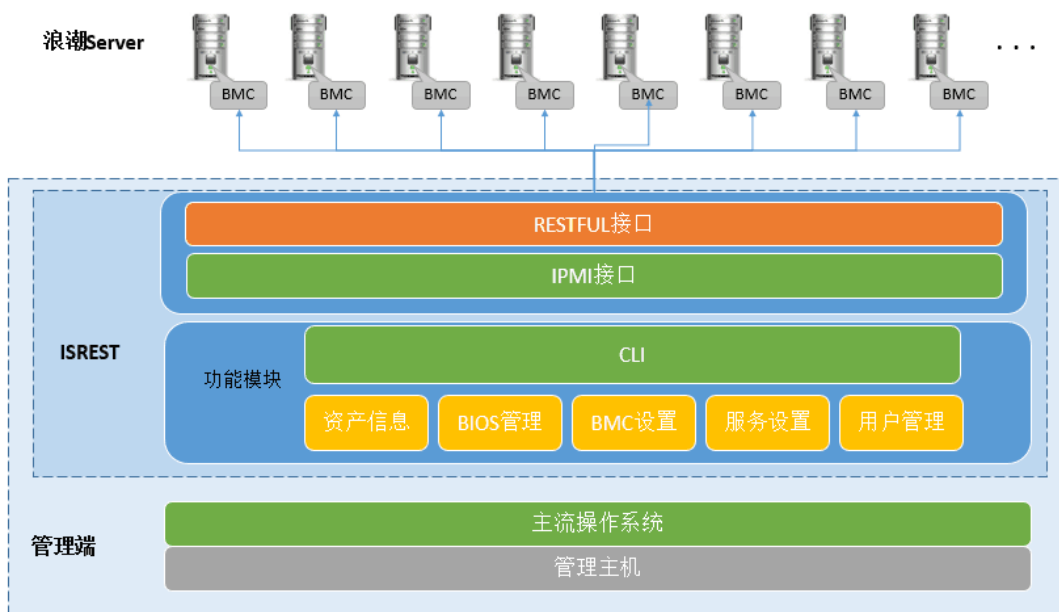 浪潮Server
. . .
BMC
BMC
BMC
BMC
BMC
BMC
BMC
BMC
RESTFUL接口
IPMI接口
ISREST
CLI
功能模块
资产信息
BIOS管理
BMC设置
服务设置
用户管理
主流操作系统
管理端
管理主机